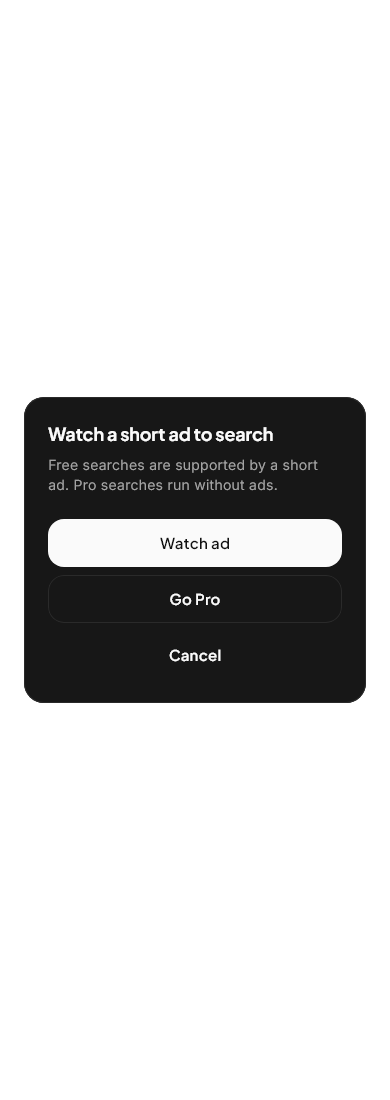 Watch a short ad to search
Free searches are supported by a short
ad. Pro searches run without ads.
Watch ad
Go Pro
Cancel